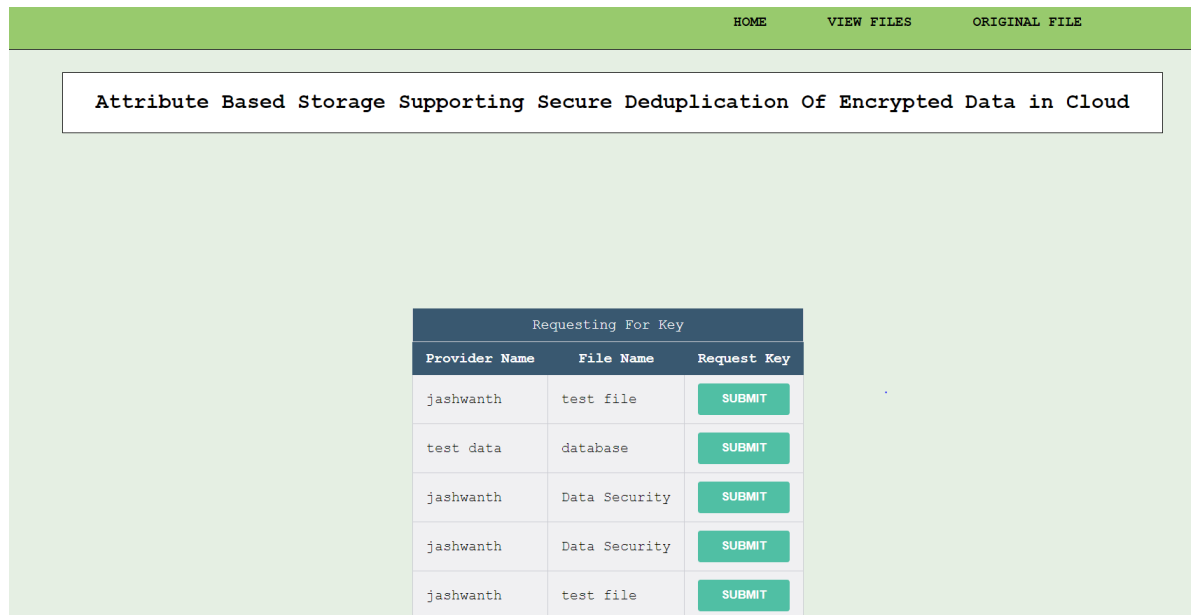 HOME VIEW FILES ORIGINAL FILE
Attribute Based Storage Supporting Secure Deduplication Of Encrypted Data in Cloud
Requesting For Key
Provider Name File Name Request Key
jashwanth test file SUBMIT
test data database SUBMIT
jashwanth Data Security SUBMIT
jashwanth Data Security SUBMIT
jashwanth test file SUBMIT